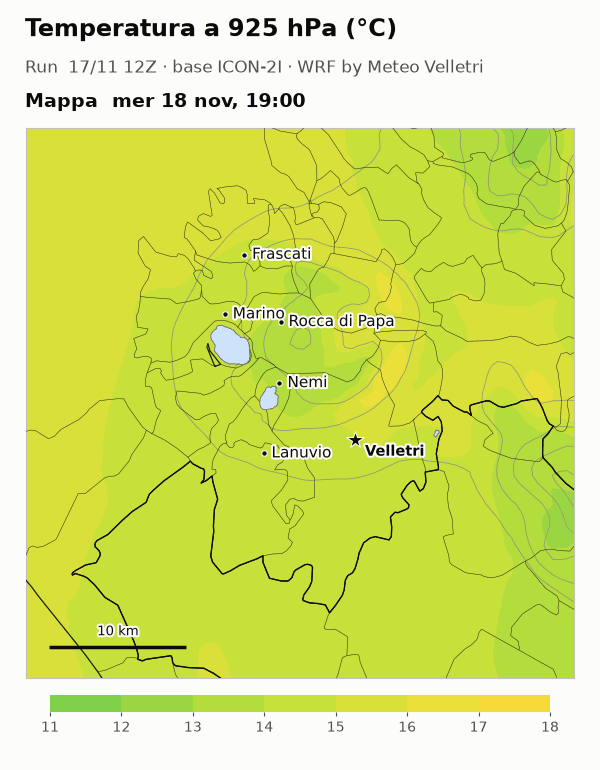 Temperatura a 925 hPa (°C)
Run  17/11 12Z · base ICON-2I · WRF by Meteo Velletri
Mappa  mer 18 nov, 19:00
Frascati
Marino
Rocca di Papa
Nemi
Velletri
Lanuvio
10 km
11 12 13 14 15 16 17 18